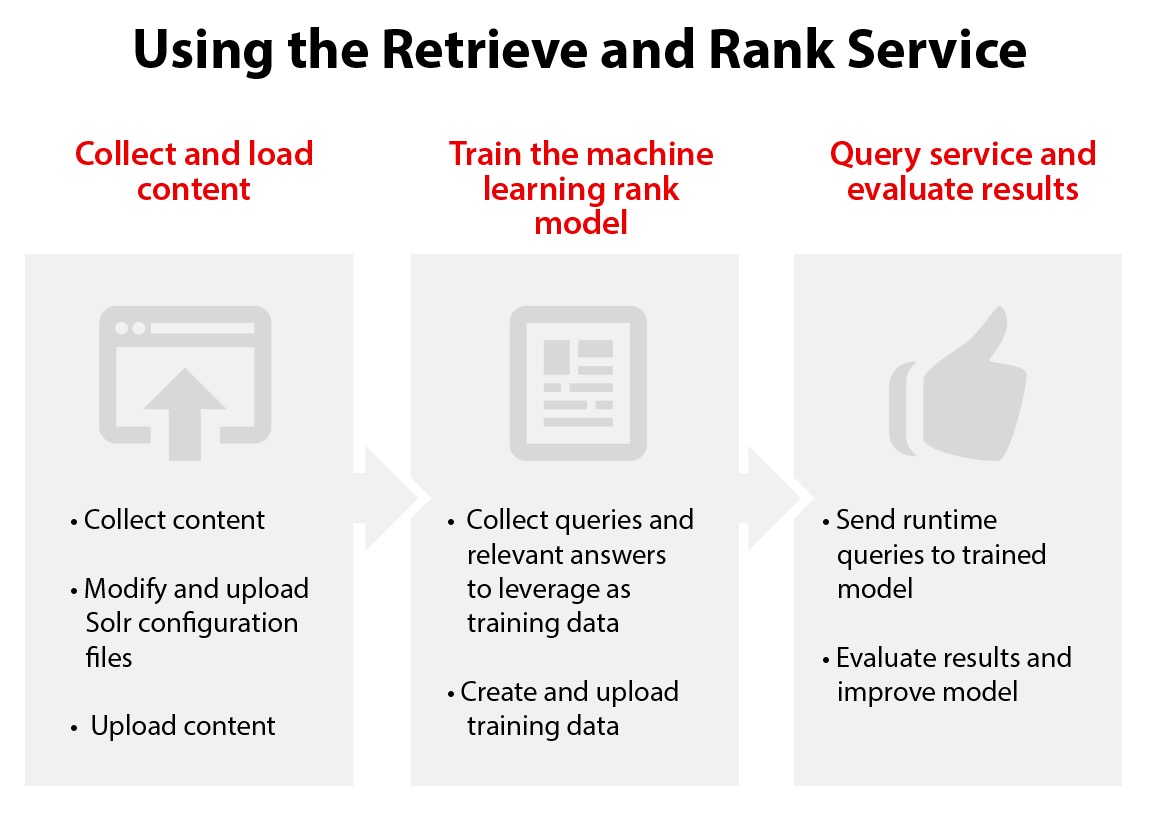 Using the Retrieve and Rank Service
Collect and load
content
Train the machine
learning rank
model
Query service and
evaluate results
• Collect content
• Modify and upload
Solr configuration
files
• Upload content
• Collect queries and
relevant answers
to leverage as
training data
• Create and upload
training data
• Send runtime
queries to trained
model
• Evaluate results and
improve model